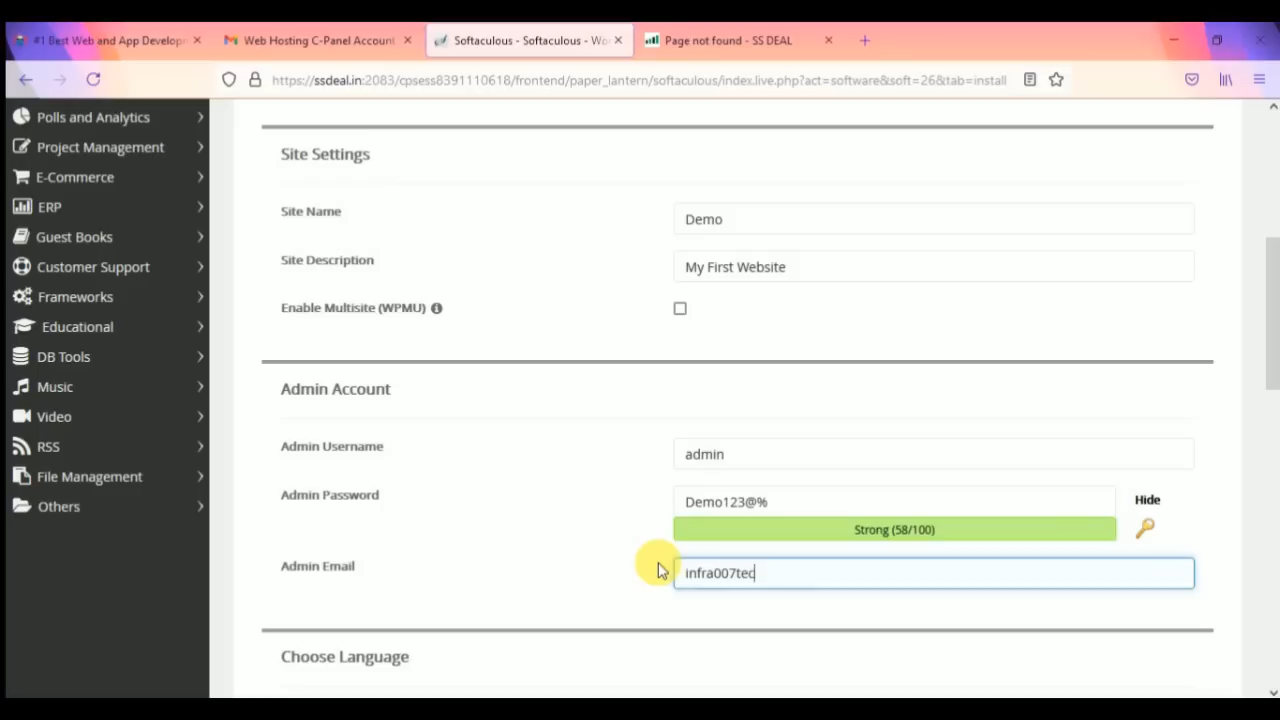 #1 Best Web and App Developm
Web Hosting C-Panel Account
Softaculous - Softaculous - Wo
Page not found - SS DEAL
https://ssdeal.in:2083/cpsess8391110618/frontend/paper_lantern/softaculous/index.live.php?act=software&soft=26&tab=install
Polls and Analytics
Project Management
E-Commerce
ERP
Guest Books
Customer Support
Frameworks
Educational
DB Tools
Music
Video
RSS
File Management
Others
Site Settings
Site Name
Demo
Site Description
My First Website
Enable Multisite (WPMU)
Admin Account
Admin Username
admin
Admin Password
Demo123@%
Hide
Strong (58/100)
Admin Email
infra007tec
Choose Language